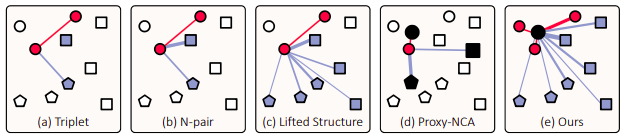 (a) Triplet
(b) N-pair
(c) Lifted Structure
(d) Proxy-NCA
(e) Ours